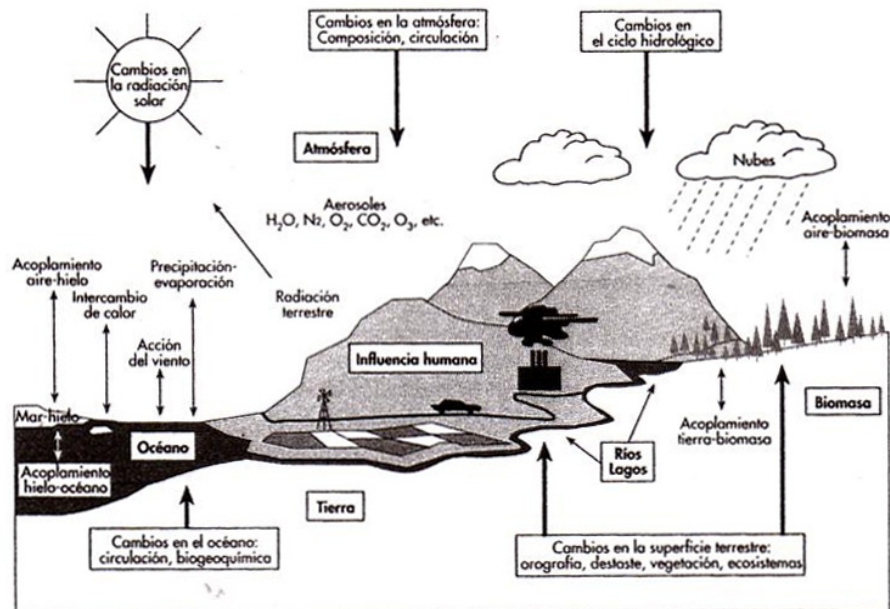 Cambios en la atmósfera:
Composición, circulación
Cambios en
el ciclo hidrológico
Cambios en
la radiación
solar
Atmósfera
Nubes
Aerosoles
H₂O, N₂, O₂, CO₂, O₃, etc.
Acoplamiento
aire-biomasa
Acoplamiento
aire-hielo
Intercambio
de calor
Precipitación-
evaporación
Acción
del viento
Radiación
terrestre
Influencia humana
Mar-hielo
Océano
Acoplamiento
hielo-océano
Ríos
Lagos
Acoplamiento
tierra-biomasa
Biomasa
Tierra
Cambios en el océano:
circulación, biogeoquímica
Cambios en la superficie terrestre:
orografía, destaste, vegetación, ecosistemas